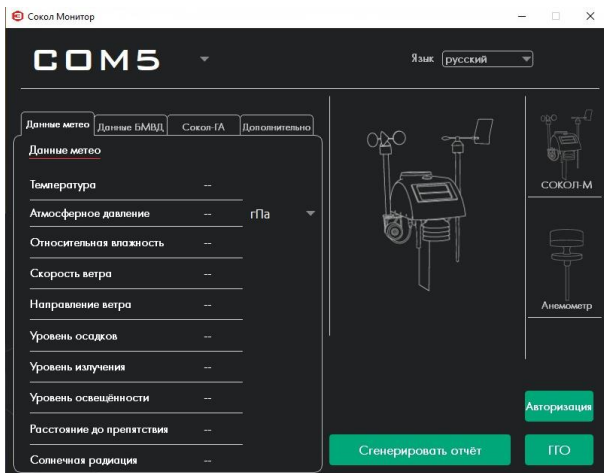 Сокол Монитор
COM5
Язык русский
Данные метео Данные БМВД Сокол-ГА Дополнительно
Данные метео
Температура --
Атмосферное давление -- гПа
Относительная влажность --
Скорость ветра --
Направление ветра --
Уровень осадков --
Уровень излучения --
Уровень освещённости --
Расстояние до препятствия --
Солнечная радиация --
СОКОЛ-М
Анемометр
Авторизация
Сгенерировать отчёт
ГГО